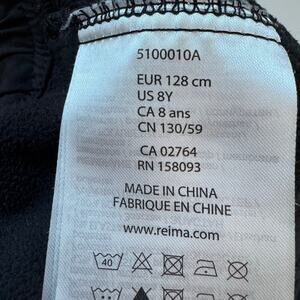 5100010A
EUR 128 cm
US 8Y
CA 8 ans
CN 130/59
CA 02764
RN 158093
MADE IN CHINA
FABRIQUE EN CHINE
www.reima.com
40